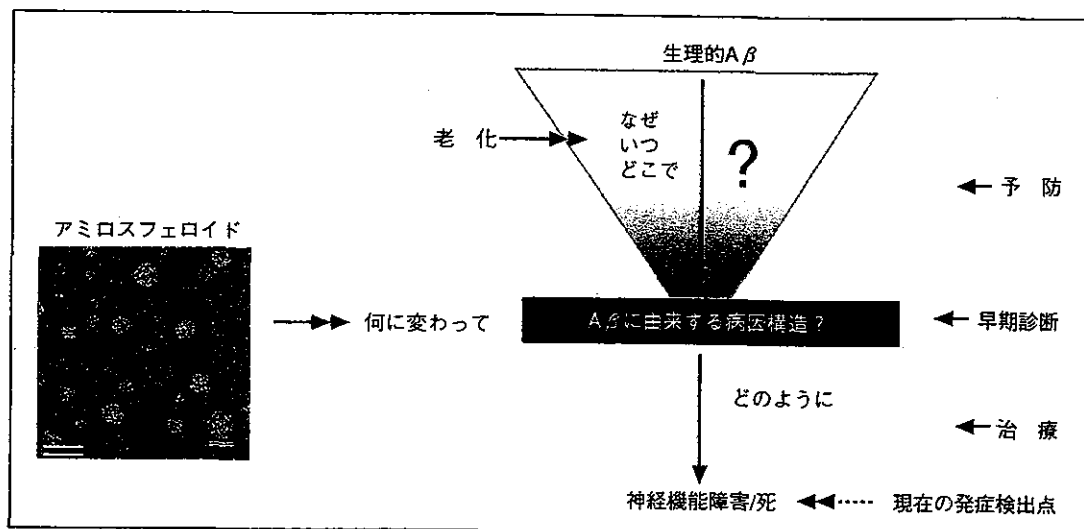 生理的Aβ
老 化
なぜ
いつ
どこで
?
予 防
アミロスフェロイド
何に変わって
Aβに由来する病因構造?
早期診断
どのように
治 療
神経機能障害/死
現在の発症検出点